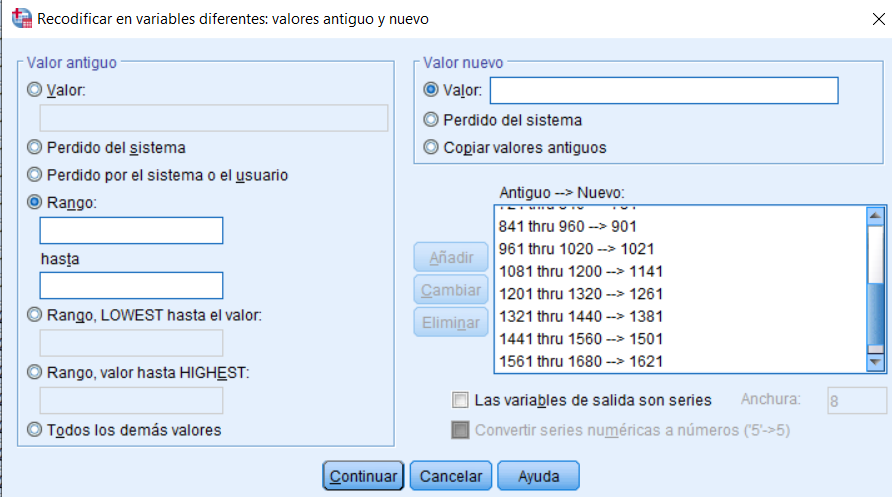 Recodificar en variables diferentes: valores antiguo y nuevo
Valor antiguo
Valor:
Perdido del sistema
Perdido por el sistema o el usuario
Rango:
hasta
Rango, LOWEST hasta el valor:
Rango, valor hasta HIGHEST:
Todos los demás valores
Valor nuevo
Valor:
Perdido del sistema
Copiar valores antiguos
Antiguo --> Nuevo:
841 thru 960 --> 901
961 thru 1020 --> 1021
1081 thru 1200 --> 1141
1201 thru 1320 --> 1261
1321 thru 1440 --> 1381
1441 thru 1560 --> 1501
1561 thru 1680 --> 1621
Añadir
Cambiar
Eliminar
Las variables de salida son series
Anchura:
8
Convertir series numéricas a números ('5'->5)
Continuar
Cancelar
Ayuda